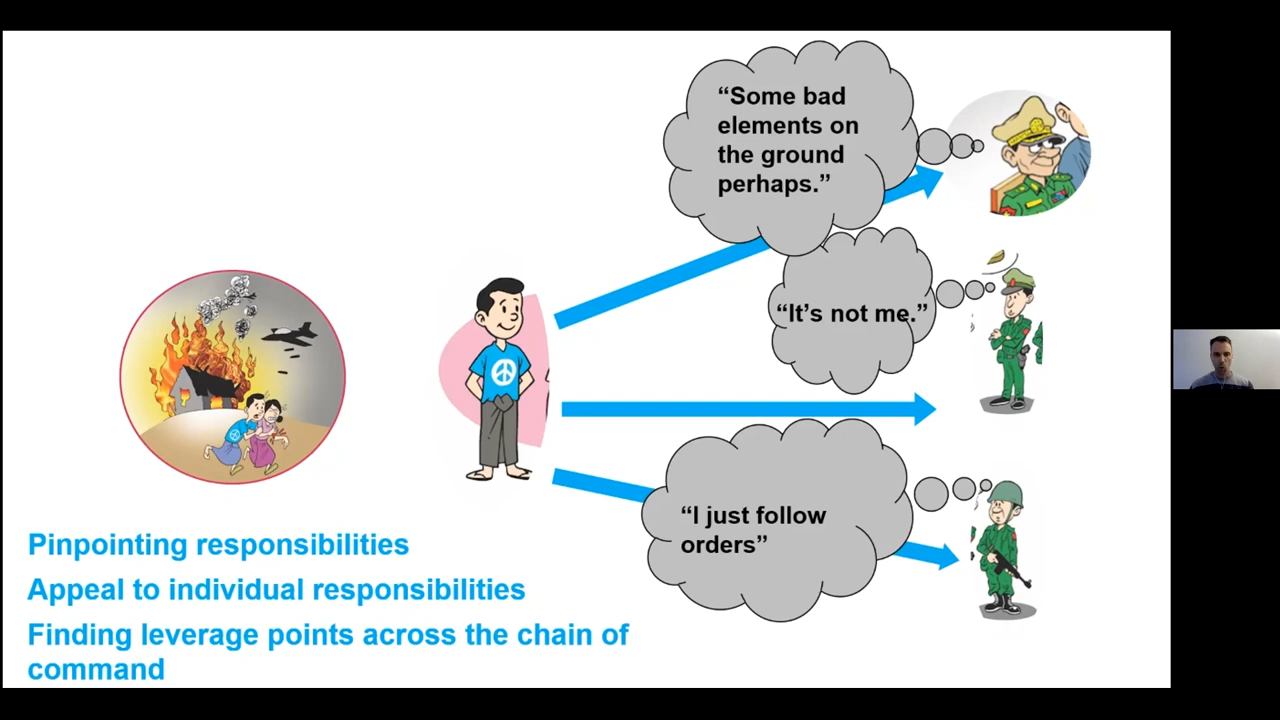 “Some bad
elements on
the ground
perhaps.”
“It’s not me.”
“I just follow
orders”
Pinpointing responsibilities
Appeal to individual responsibilities
Finding leverage points across the chain of
command